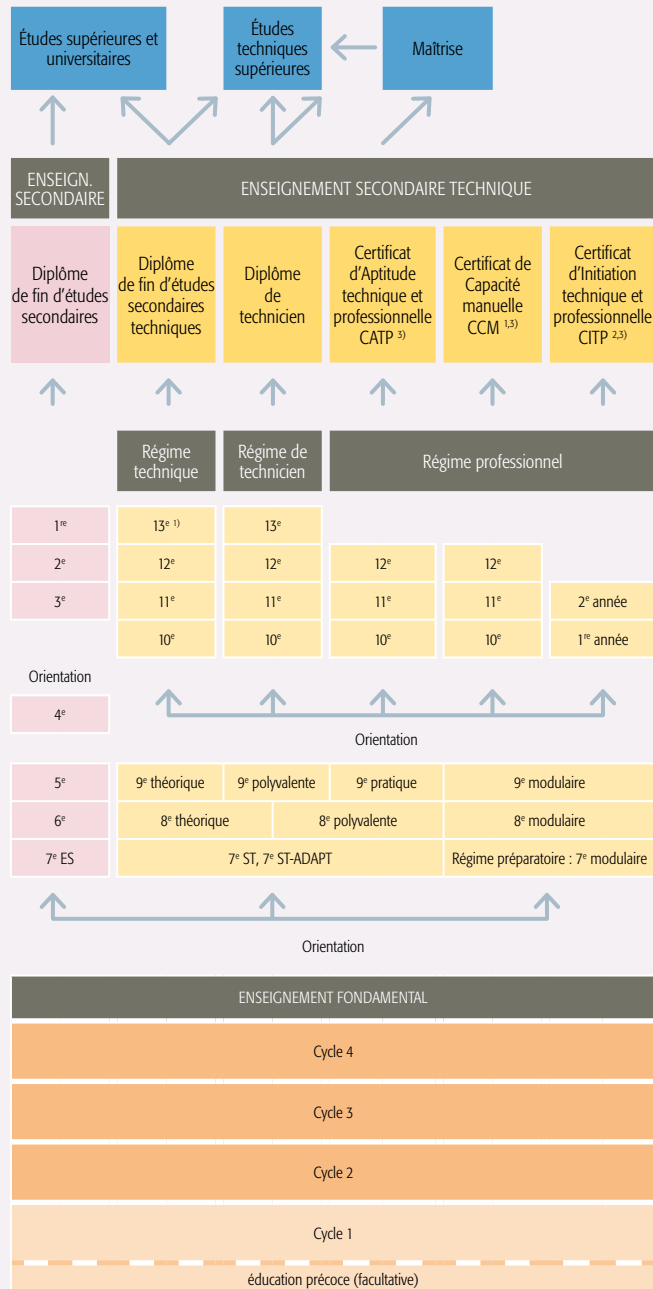 Études supérieures et
universitaires
Études
techniques
supérieures
Maîtrise
ENSEIGN.
SECONDAIRE
ENSEIGNEMENT SECONDAIRE TECHNIQUE
Diplôme
de fin d'études
secondaires
Diplôme
de fin d'études
secondaires
techniques
Diplôme
de
technicien
Certificat
d'Aptitude
technique et
professionnelle
CATP 3)
Certificat de
Capacité
manuelle
CCM 1,3)
Certificat
d'Initiation
technique et
professionnelle
CITP 2,3)
Régime
technique
Régime de
technicien
Régime professionnel
1re 13e 1) 13e
2e 12e 12e 12e 12e
3e 11e 11e 11e 11e 2e année
10e 10e 10e 10e 1re année
Orientation
4e
Orientation
5e 9e théorique 9e polyvalente 9e pratique 9e modulaire
6e 8e théorique 8e polyvalente 8e modulaire
7e ES 7e ST, 7e ST-ADAPT Régime préparatoire : 7e modulaire
Orientation
ENSEIGNEMENT FONDAMENTAL
Cycle 4
Cycle 3
Cycle 2
Cycle 1
éducation précoce (facultative)